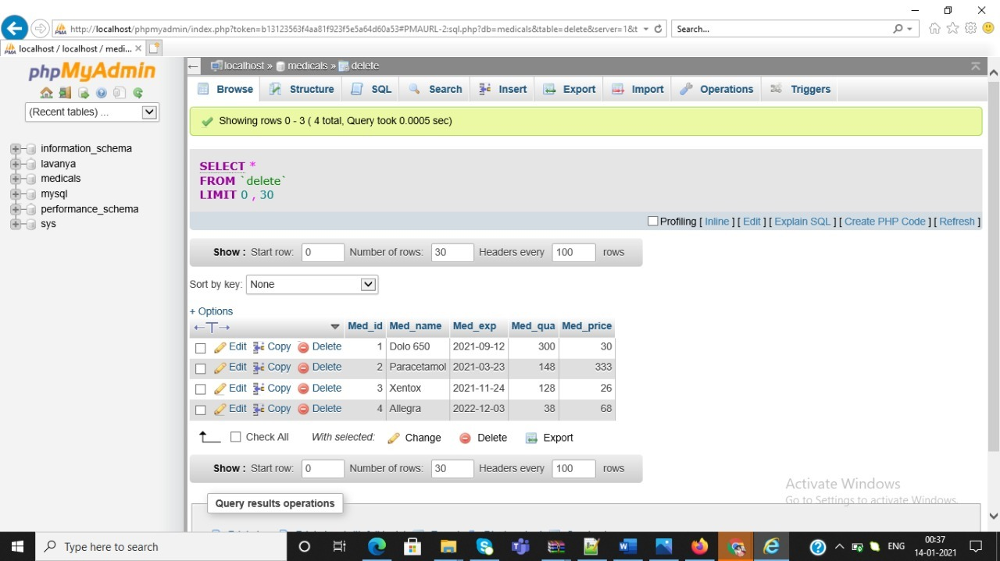 http://localhost/phpmyadmin/index.php?token=b13123563f4aa81f923f5e5a64d60a53#PMAURL-2:sql.php?db=medicals&table=delete&server=1&t
Search...
localhost / localhost / medi...
phpMyAdmin
localhost » medicals » delete
Browse Structure SQL Search Insert Export Import Operations Triggers
(Recent tables) ...
Showing rows 0 - 3 ( 4 total, Query took 0.0005 sec)
information_schema
lavanya
medicals
mysql
performance_schema
sys
SELECT *
FROM `delete`
LIMIT 0 , 30
Profiling [ Inline ] [ Edit ] [ Explain SQL ] [ Create PHP Code ] [ Refresh ]
Show : Start row: 0 Number of rows: 30 Headers every 100 rows
Sort by key: None
+ Options
←T→ Med_id Med_name Med_exp Med_qua Med_price
Edit Copy Delete 1 Dolo 650 2021-09-12 300 30
Edit Copy Delete 2 Paracetamol 2021-03-23 148 333
Edit Copy Delete 3 Xentox 2021-11-24 128 26
Edit Copy Delete 4 Allegra 2022-12-03 38 68
Check All With selected: Change Delete Export
Show : Start row: 0 Number of rows: 30 Headers every 100 rows
Activate Windows
Go to Settings to activate Windows.
Query results operations
Type here to search
ENG
00:37
14-01-2021